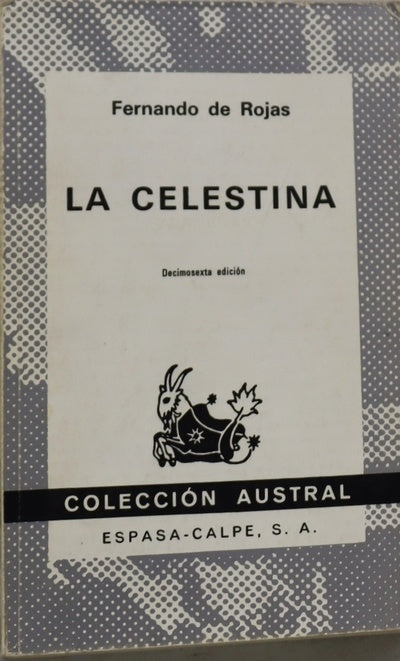 Fernando de Rojas
LA CELESTINA
Decimosexta edición
COLECCIÓN AUSTRAL
ESPASA-CALPE, S. A.